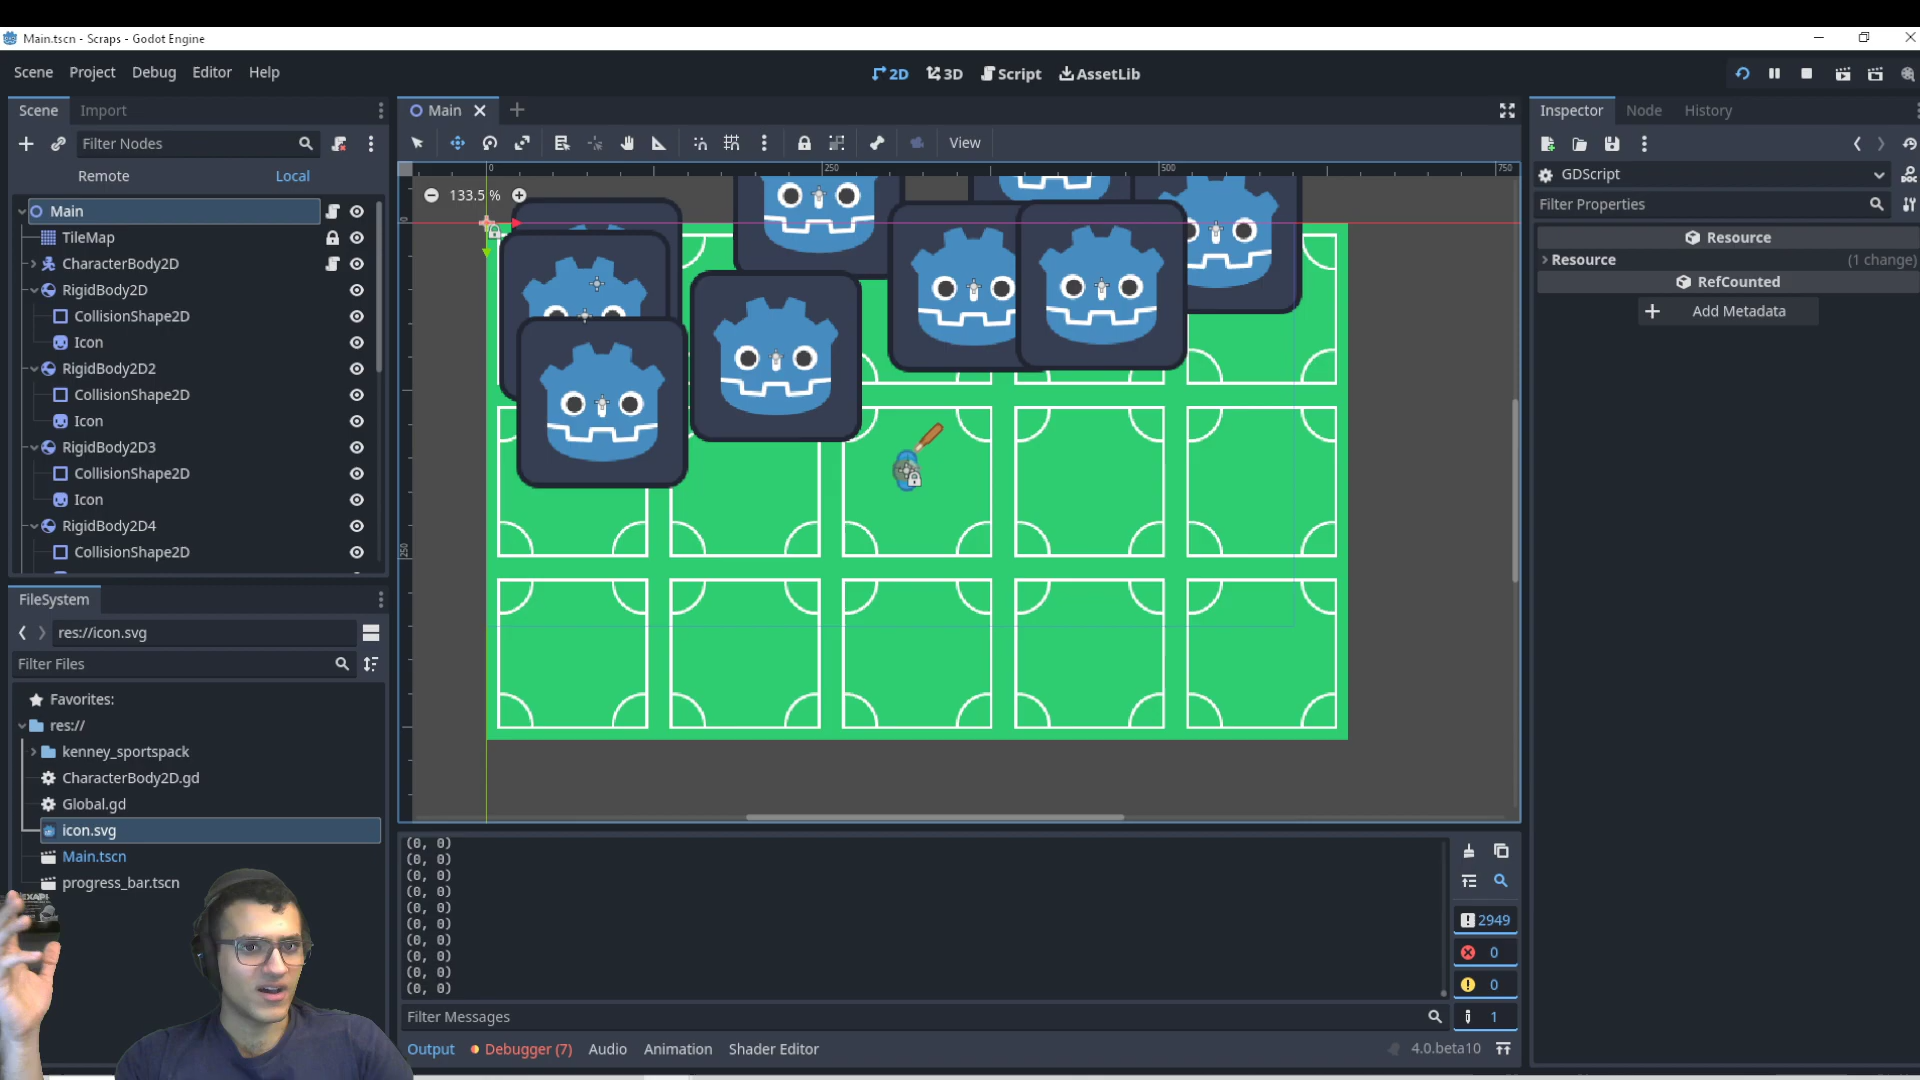 Main.tscn - Scraps - Godot Engine
Scene Project Debug Editor Help
2D 3D Script AssetLib
Scene Import
Main
Inspector Node History
Filter Nodes
View
Remote Local
GDScript
0 250 500 750
133.5 %
Filter Properties
Main
TileMap
Resource
CharacterBody2D
Resource (1 change)
RigidBody2D
RefCounted
CollisionShape2D
Add Metadata
Icon
RigidBody2D2
CollisionShape2D
Icon
RigidBody2D3
CollisionShape2D
Icon
RigidBody2D4
CollisionShape2D
0
250
FileSystem
res://icon.svg
Filter Files
Favorites:
res://
kenney_sportspack
CharacterBody2D.gd
Global.gd
icon.svg
Main.tscn
progress_bar.tscn
(0, 0)
(0, 0)
(0, 0)
(0, 0)
(0, 0)
(0, 0)
(0, 0)
(0, 0)
(0, 0)
(0, 0)
2949
0
0
1
Filter Messages
Output Debugger (7) Audio Animation Shader Editor
4.0.beta10